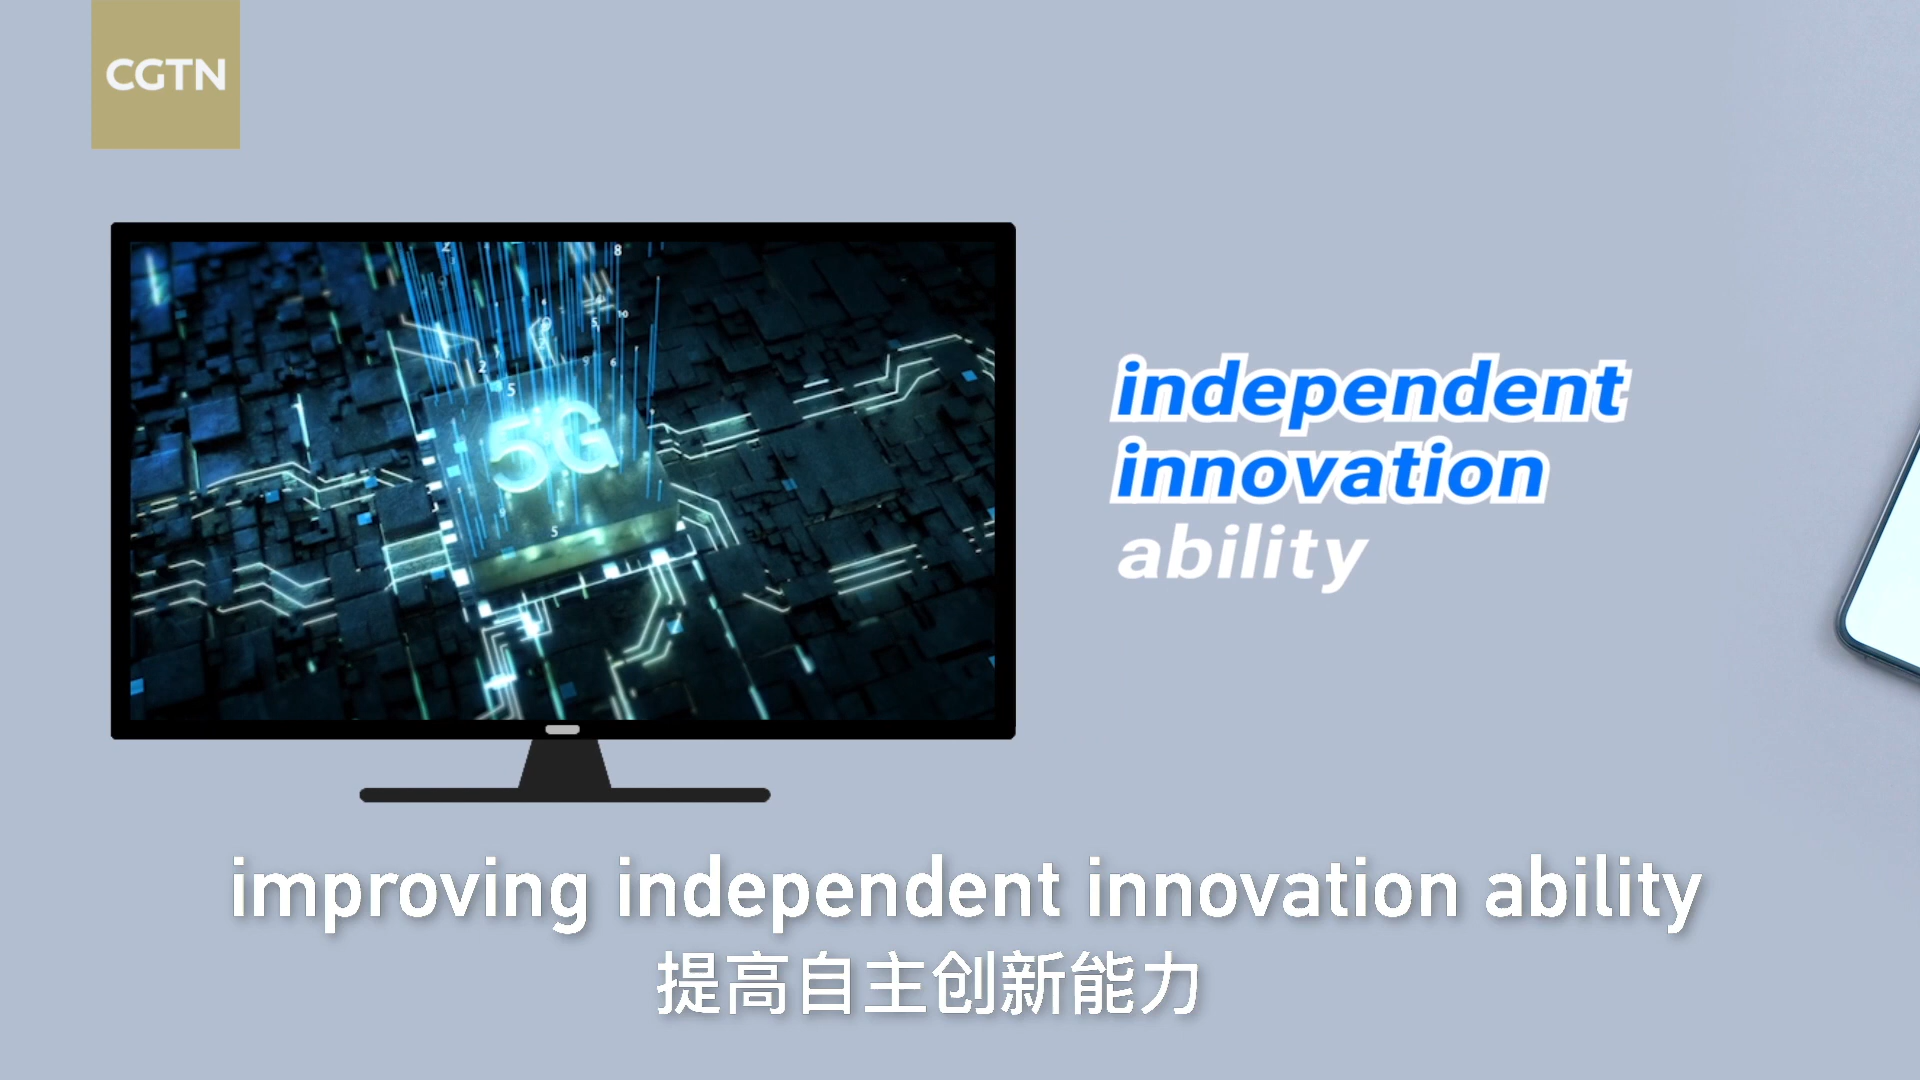 CGTN
5G
independent
innovation
ability
improving independent innovation ability
提高自主创新能力